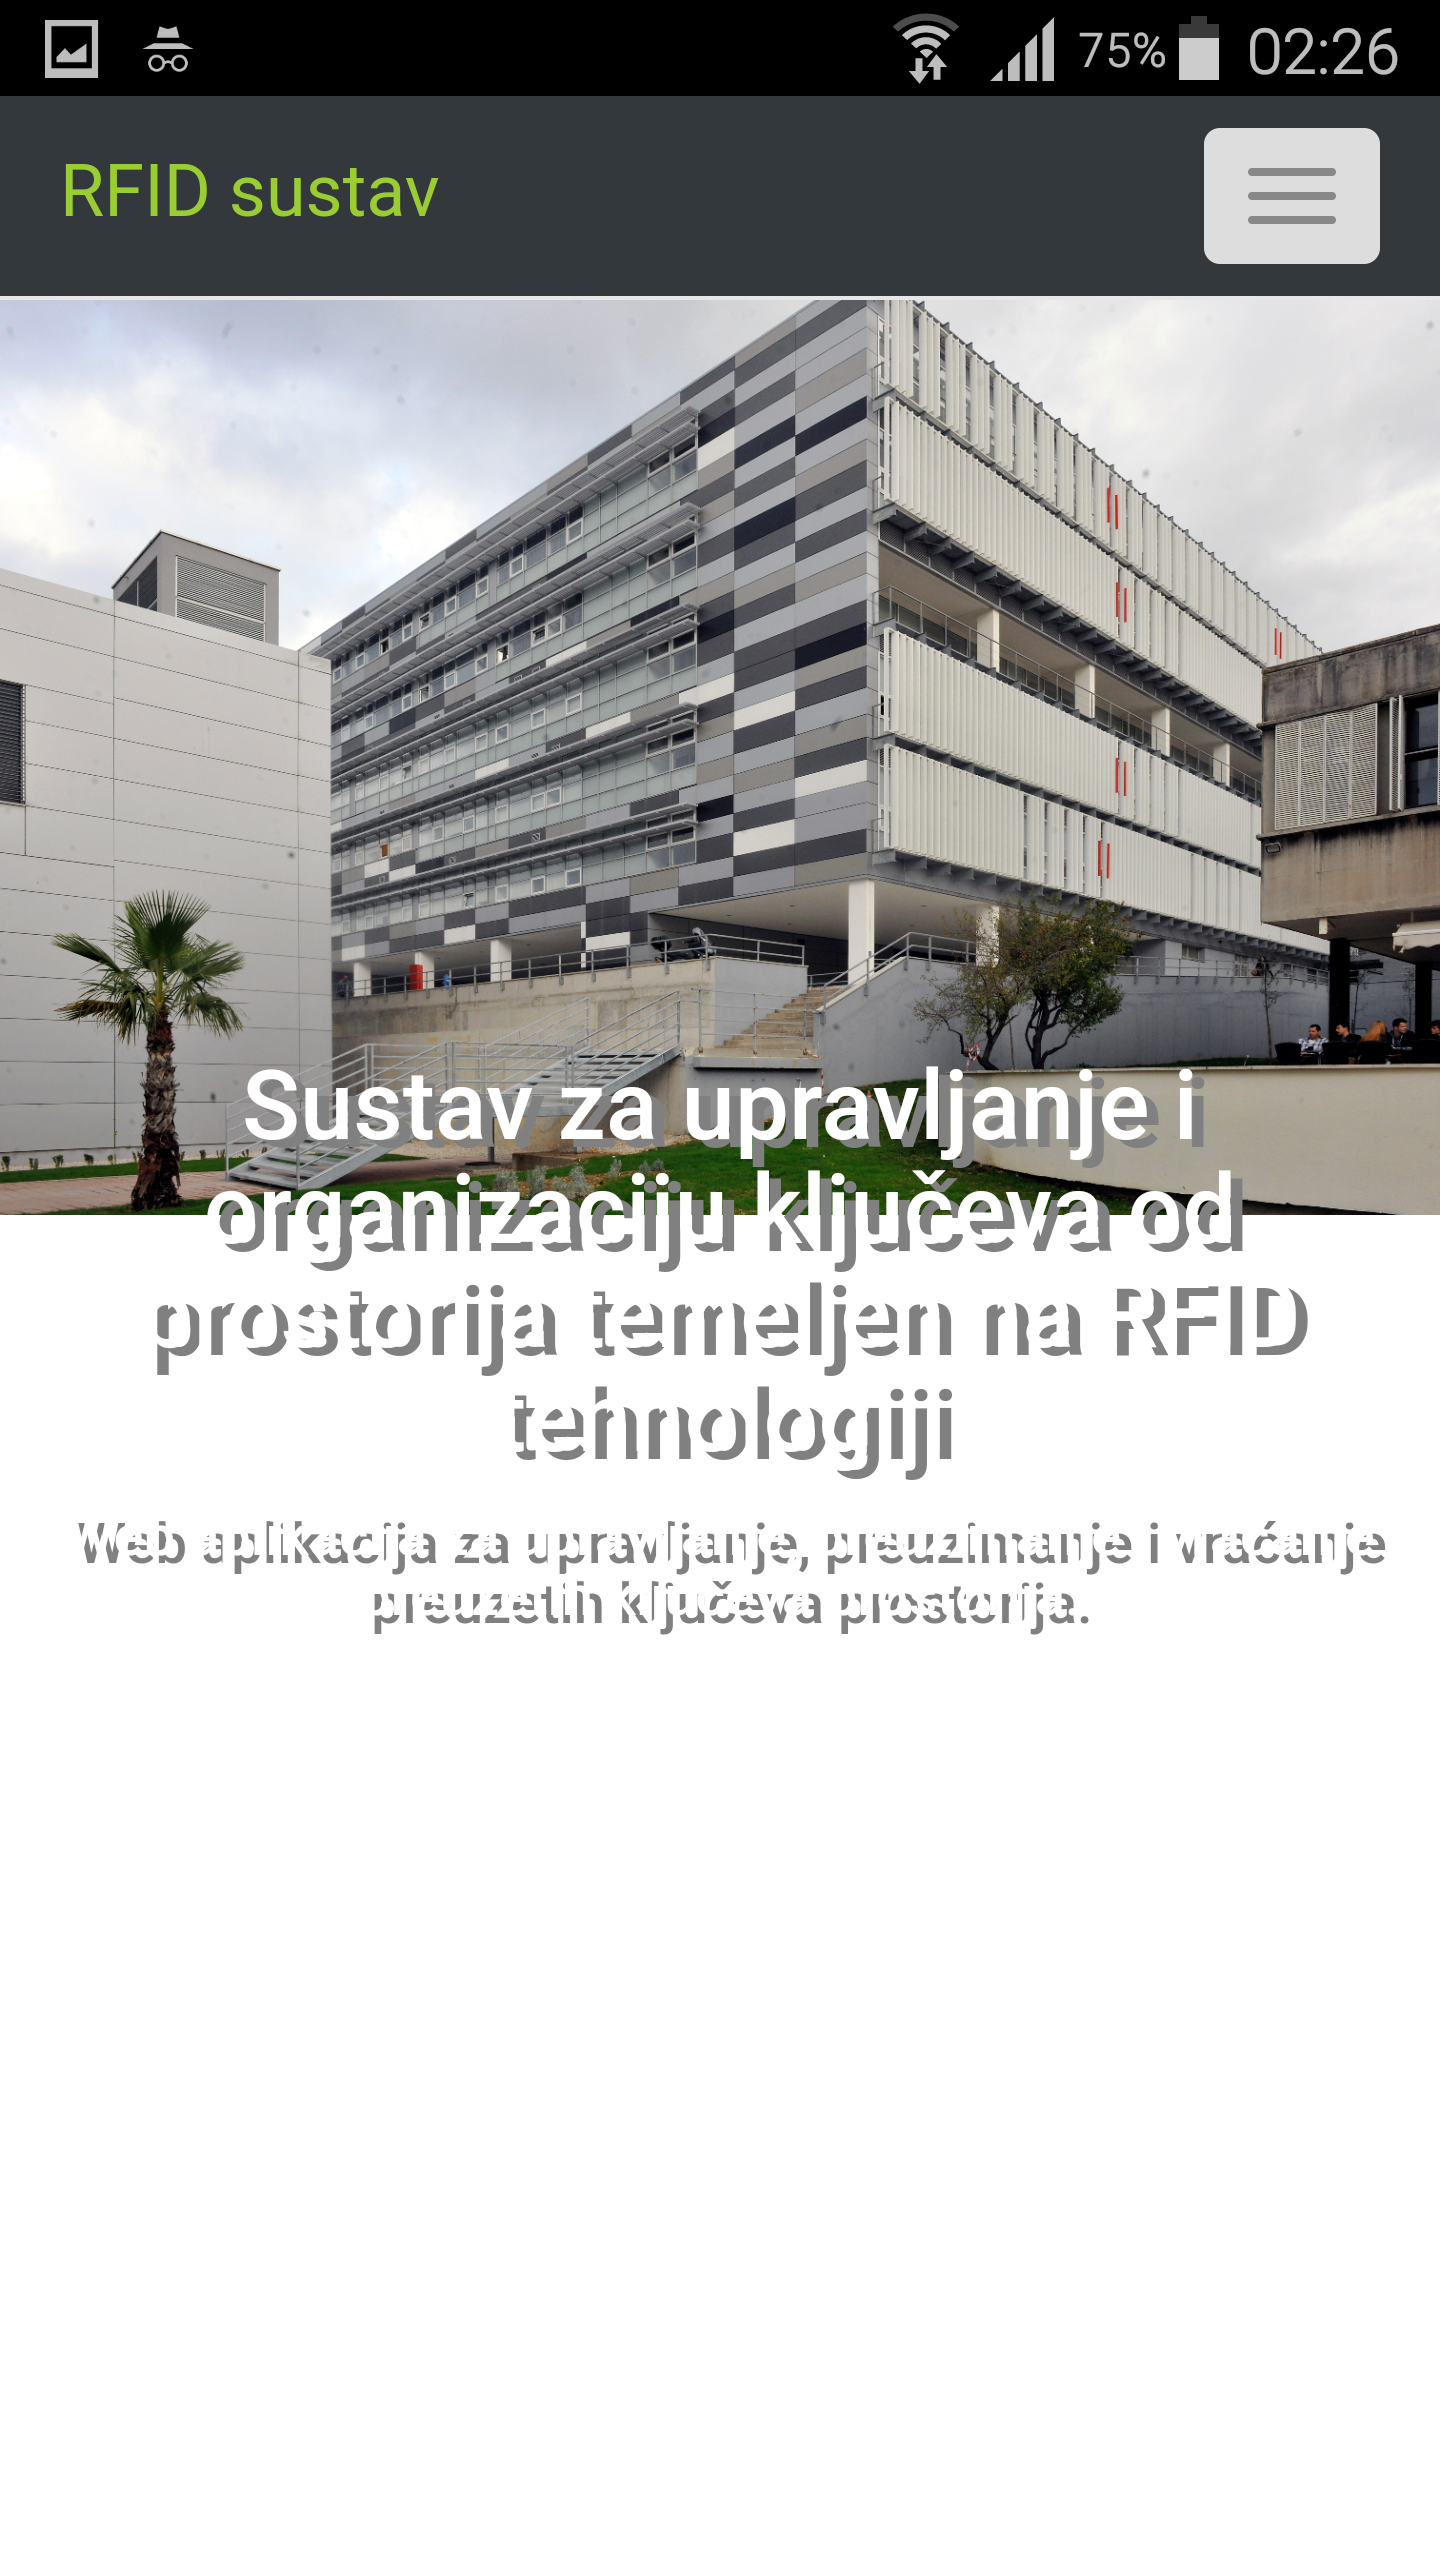 75% 02:26
RFID sustav
Sustav za upravljanje i
organizaciju ključeva od
prostorija temeljen na RFID
tehnologiji
Web aplikacija za upravljanje, preuzimanje i vraćanje
preuzetih ključeva prostorija.